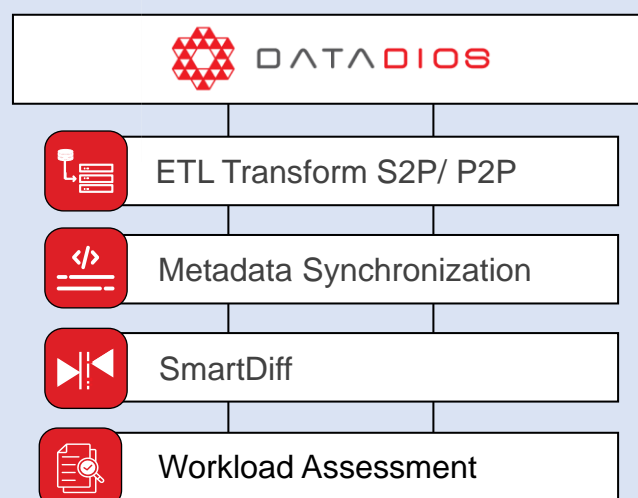 DATADIOS
ETL Transform S2P/ P2P
</>
Metadata Synchronization
SmartDiff
Workload Assessment